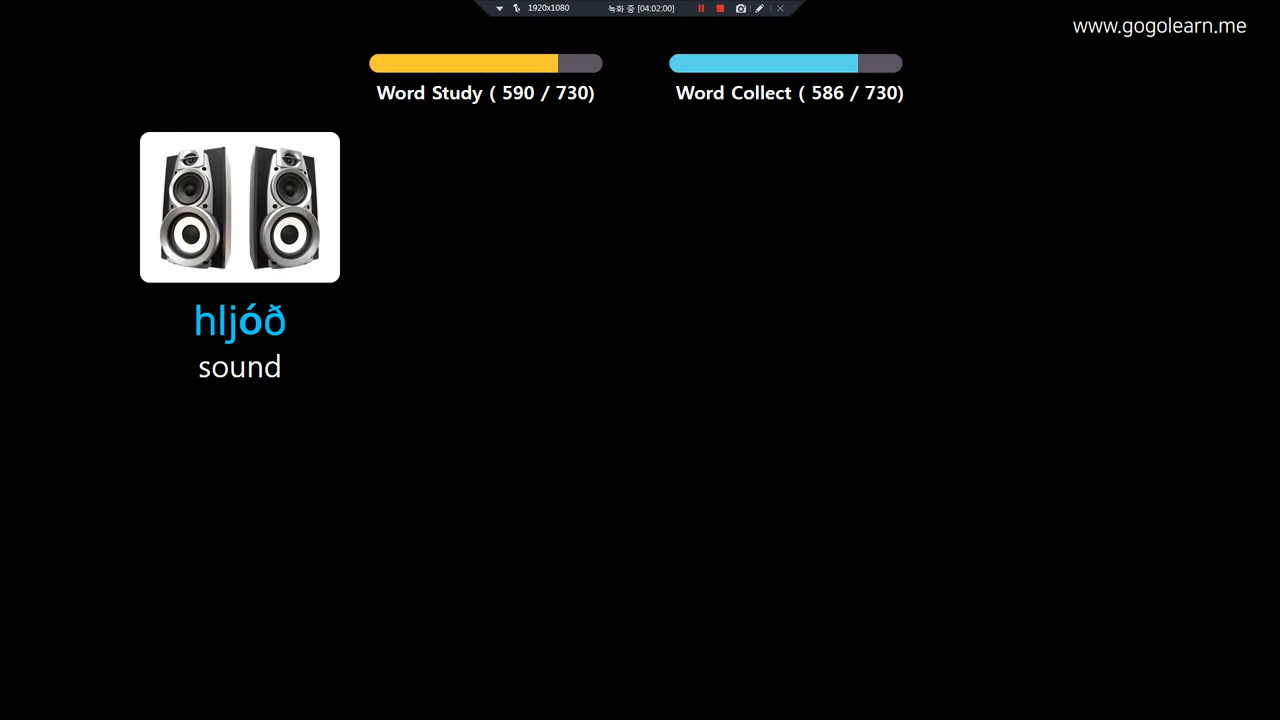 1920x1080
녹화 중 [04:02:00]
www.gogolearn.me
Word Study ( 590 / 730)
Word Collect ( 586 / 730)
hljóð
sound